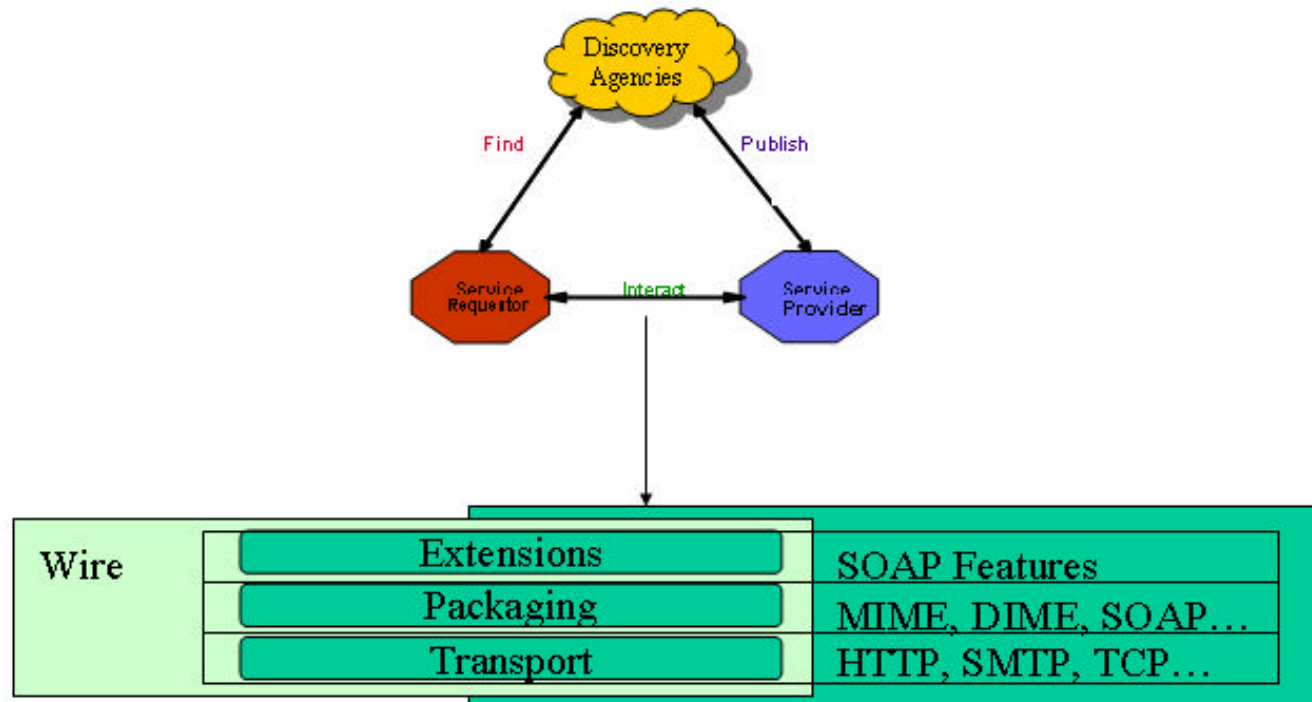 Discovery
Agencies
Find
Publish
Service
Requestor
Interact
Service
Provider
Wire
Extensions
SOAP Features
Packaging
MIME, DIME, SOAP…
Transport
HTTP, SMTP, TCP…